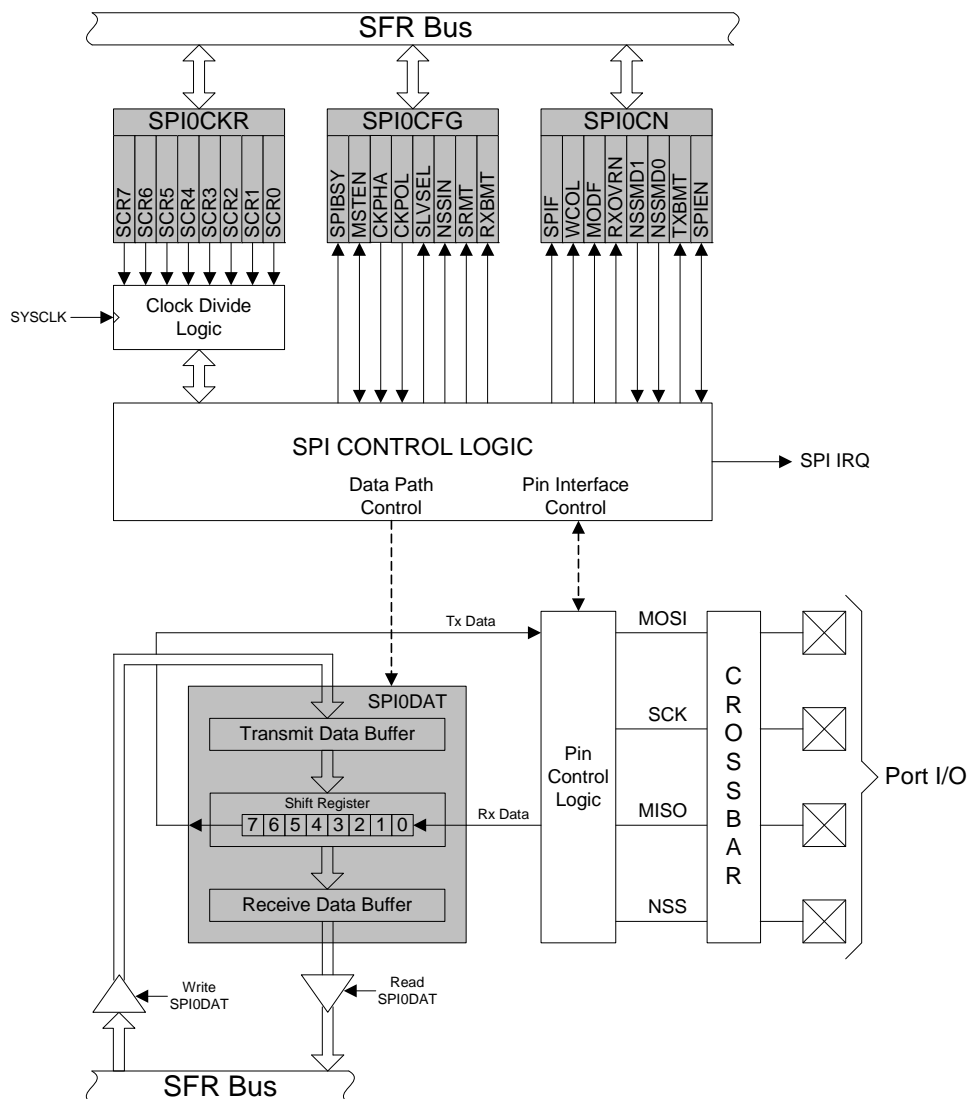 SFR Bus
SPI0CKR
SPI0CFG
SPI0CN
SCR7
SCR6
SCR5
SCR4
SCR3
SCR2
SCR1
SCR0
SPIBSY
MSTEN
CKPHA
CKPOL
SLVSEL
NSSIN
SRMT
RXBMT
SPIF
WCOL
MODF
RXOVRN
NSSMD1
NSSMD0
TXBMT
SPIEN
SYSCLK
Clock Divide
Logic
SPI CONTROL LOGIC
SPI IRQ
Data Path
Control
Pin Interface
Control
Tx Data
MOSI
SPI0DAT
Transmit Data Buffer
SCK
Shift Register
7 6 5 4 3 2 1 0
Rx Data
Pin
Control
Logic
MISO
CROSSBAR
Port I/O
Receive Data Buffer
NSS
Write
SPI0DAT
Read
SPI0DAT
SFR Bus